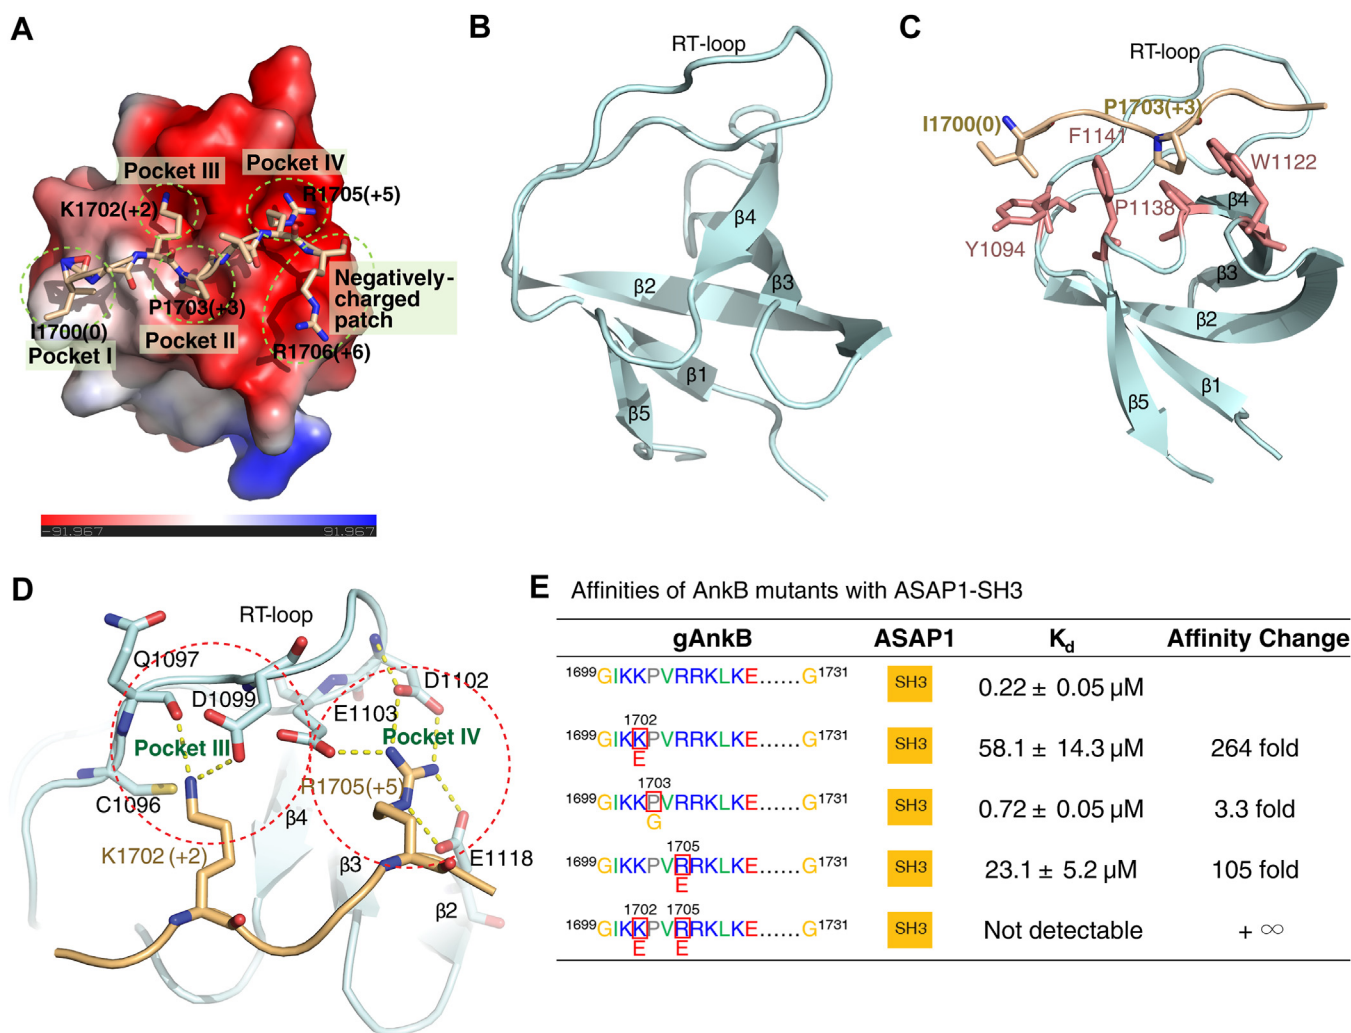 A
Pocket III
Pocket IV
K1702(+2)
R1705(+5)
Negatively-
charged
patch
P1703(+3)
I1700(0)
Pocket I
Pocket II
R1706(+6)
-91.967
91.967
B
RT-loop
β4
β3
β2
β1
β5
C
RT-loop
P1703(+3)
I1700(0)
F1141
W1122
P1138
β4
Y1094
β3
β2
β1
β5
D
RT-loop
Q1097
D1099
D1102
E1103
Pocket III
Pocket IV
C1096
R1705(+5)
β4
K1702 (+2)
β3
E1118
β2
E Affinities of AnkB mutants with ASAP1-SH3
gAnkB ASAP1 Kd Affinity Change
1699GIKKPVRRKLKE......G1731 SH3 0.22 ± 0.05 µM
1702
1699GIKKPVRRKLKE......G1731 SH3 58.1 ± 14.3 µM 264 fold
E
1703
1699GIKKPVRRKLKE......G1731 SH3 0.72 ± 0.05 µM 3.3 fold
G
1705
1699GIKKPVRRKLKE......G1731 SH3 23.1 ± 5.2 µM 105 fold
E
1702 1705
1699GIKKPVRRKLKE......G1731 SH3 Not detectable + ∞
E E